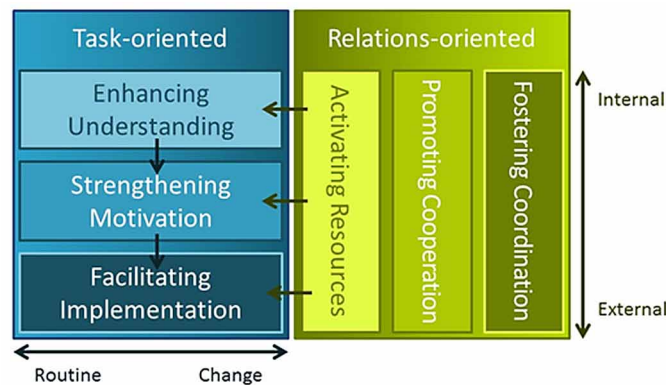 Task-oriented
Relations-oriented
Enhancing
Understanding
Strengthening
Motivation
Facilitating
Implementation
Activating Resources
Promoting Cooperation
Fostering Coordination
Internal
External
Routine
Change